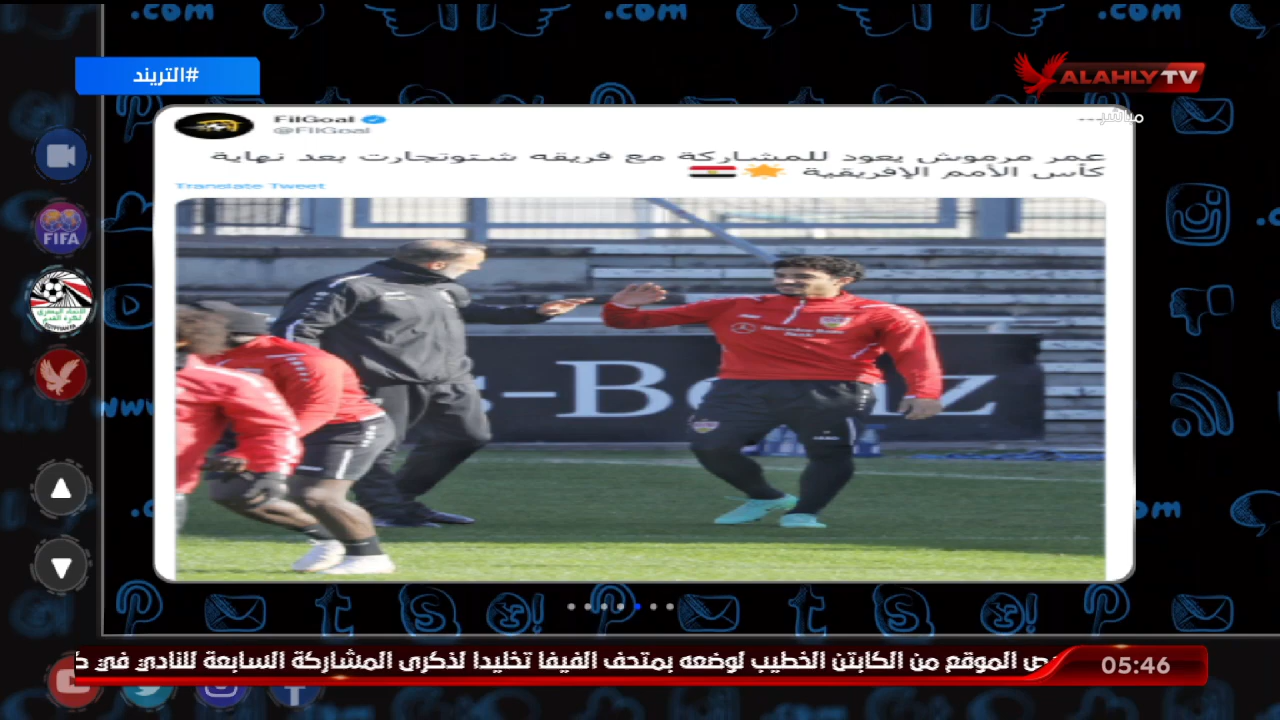 #التريند
ALAHLY TV
مباشر
FilGoal
@FilGoal
عمر مرموش يعود للمشاركة مع فريقه شتوتجارت بعد نهاية
كأس الأمم الإفريقية
Translate Tweet
FIFA
s-Benz
الموقع من الكابتن الخطيب لوضعه بمتحف الفيفا تخليدا لذكرى المشاركة السابعة للنادي في
05:46